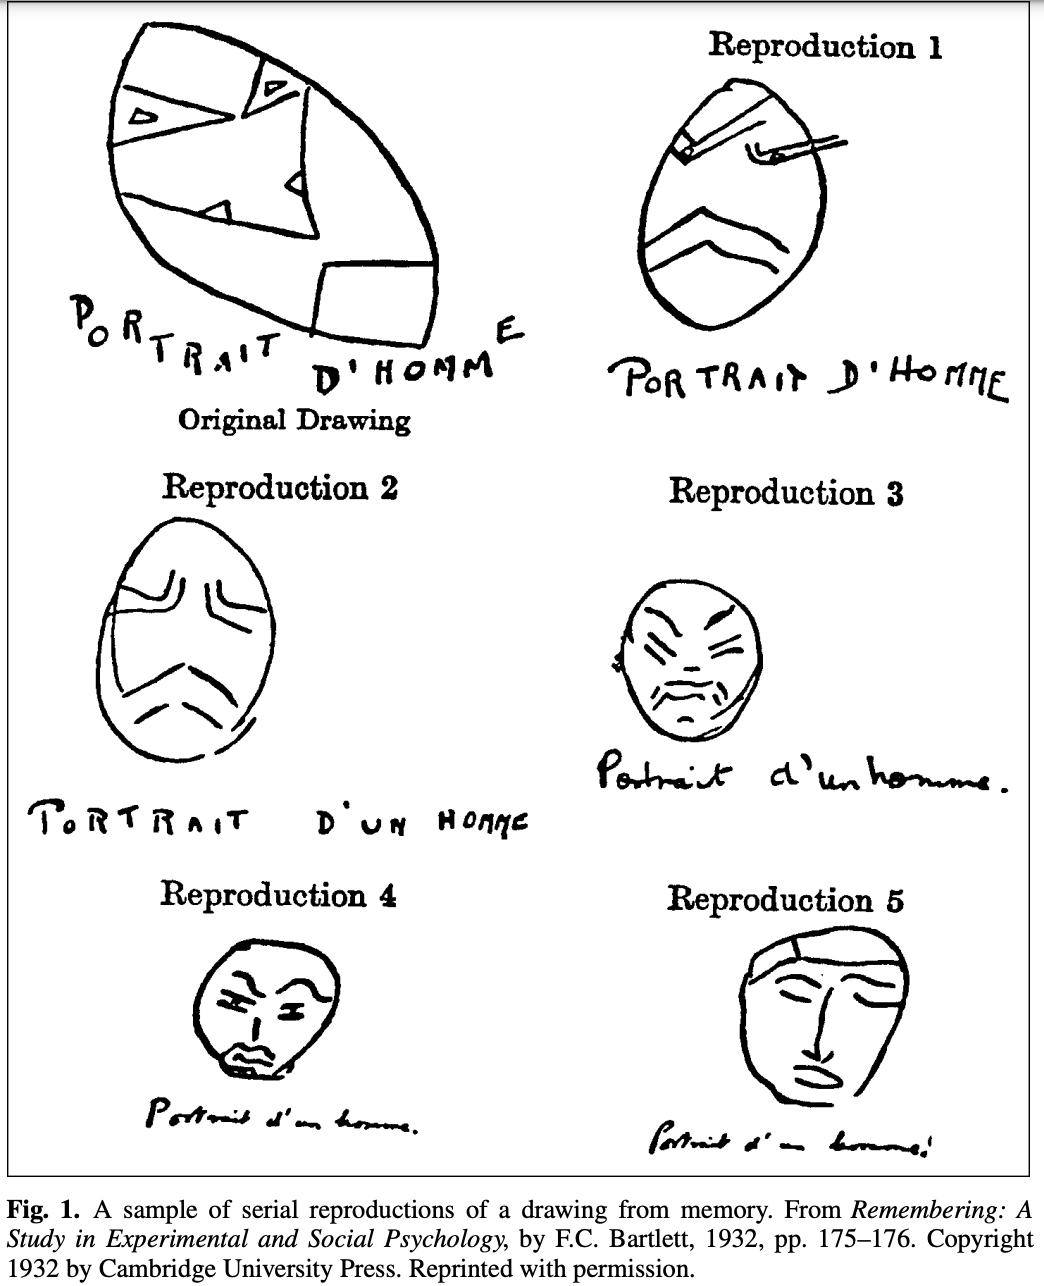 PORTRAIT D'HOMME
Original Drawing
Reproduction 1
PORTRAIT D'HOMME
Reproduction 2
PORTRAIT D'UN HOMME
Reproduction 3
Portrait d'un homme.
Reproduction 4
Portrait d'un homme.
Reproduction 5
Portrait d'un homme!
Fig. 1. A sample of serial reproductions of a drawing from memory. From Remembering: A
Study in Experimental and Social Psychology, by F.C. Bartlett, 1932, pp. 175–176. Copyright
1932 by Cambridge University Press. Reprinted with permission.